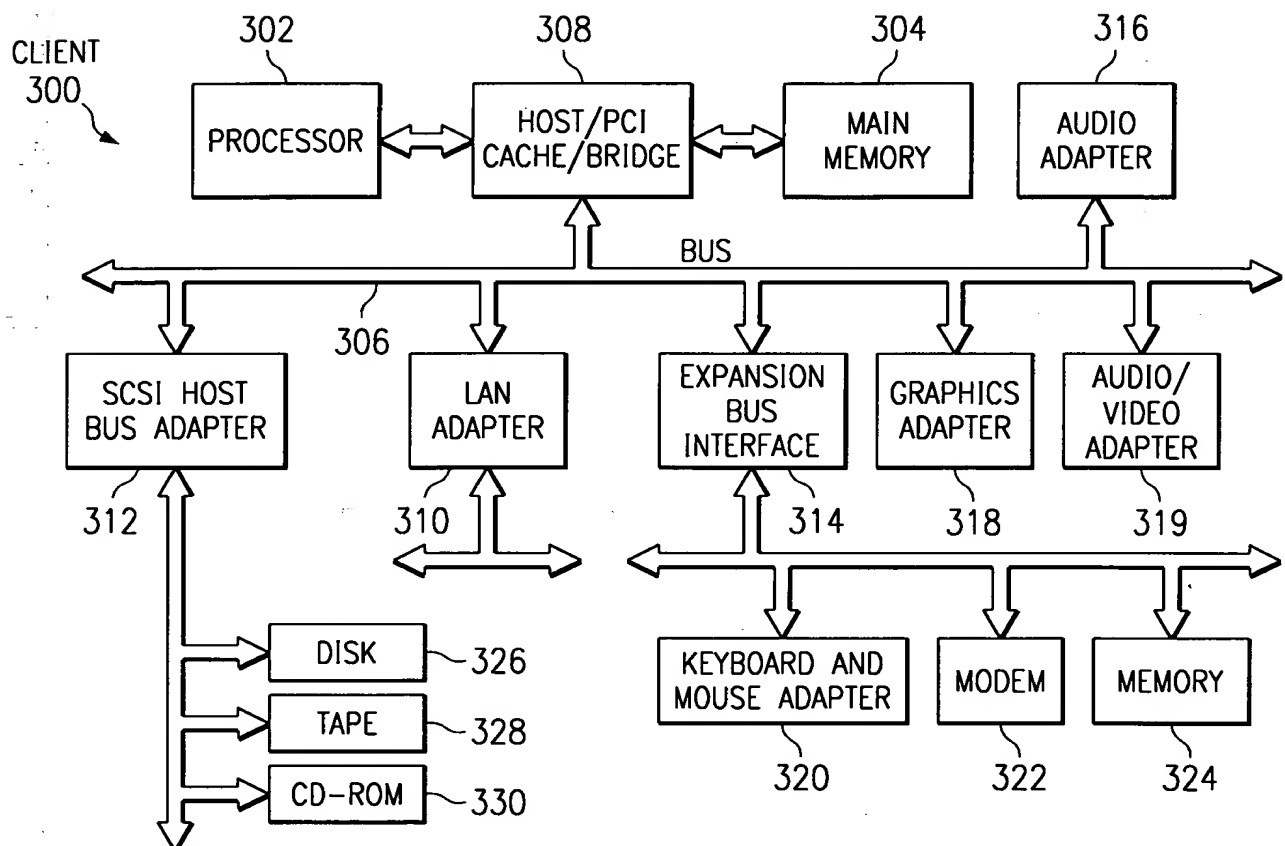 CLIENT
300
302
308
304
316
PROCESSOR
HOST/PCI
CACHE/BRIDGE
MAIN
MEMORY
AUDIO
ADAPTER
BUS
306
SCSI HOST
BUS ADAPTER
LAN
ADAPTER
EXPANSION
BUS
INTERFACE
GRAPHICS
ADAPTER
AUDIO/
VIDEO
ADAPTER
312
310
314
318
319
DISK
326
TAPE
328
CD-ROM
330
KEYBOARD AND
MOUSE ADAPTER
MODEM
MEMORY
320
322
324